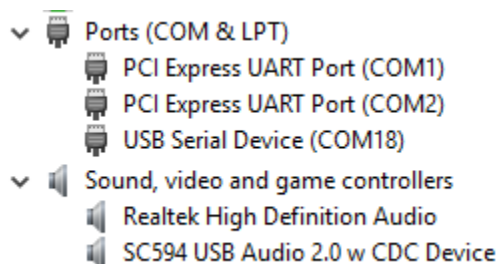 Ports (COM & LPT)
PCI Express UART Port (COM1)
PCI Express UART Port (COM2)
USB Serial Device (COM18)
Sound, video and game controllers
Realtek High Definition Audio
SC594 USB Audio 2.0 w CDC Device